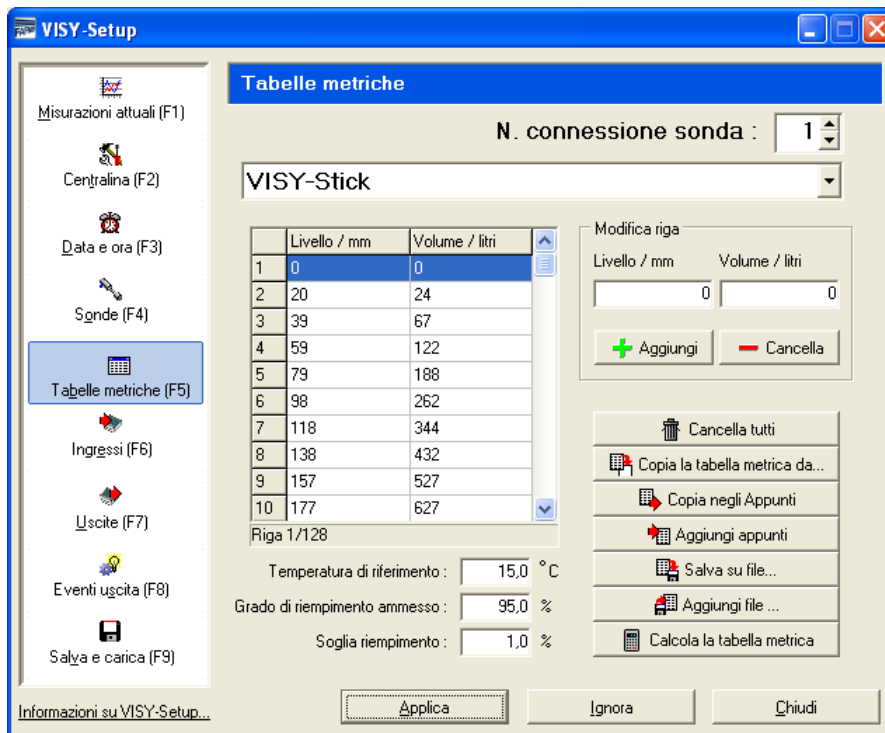 VISY-Setup
Misurazioni attuali (F1)
Centralina (F2)
Data e ora (F3)
Sonde (F4)
Tabelle metriche (F5)
Ingressi (F6)
Uscite (F7)
Eventi uscita (F8)
Salva e carica (F9)
Informazioni su VISY-Setup...
Tabelle metriche
N. connessione sonda : 1
VISY-Stick
Livello / mm Volume / litri
1 0 0
2 20 24
3 39 67
4 59 122
5 79 188
6 98 262
7 118 344
8 138 432
9 157 527
10 177 627
Riga 1/128
Temperatura di riferimento : 15,0 °C
Grado di riempimento ammesso : 95,0 %
Soglia riempimento : 1,0 %
Modifica riga
Livello / mm Volume / litri
0 0
Aggiungi Cancella
Cancella tutti
Copia la tabella metrica da...
Copia negli Appunti
Aggiungi appunti
Salva su file...
Aggiungi file ...
Calcola la tabella metrica
Applica Ignora Chiudi